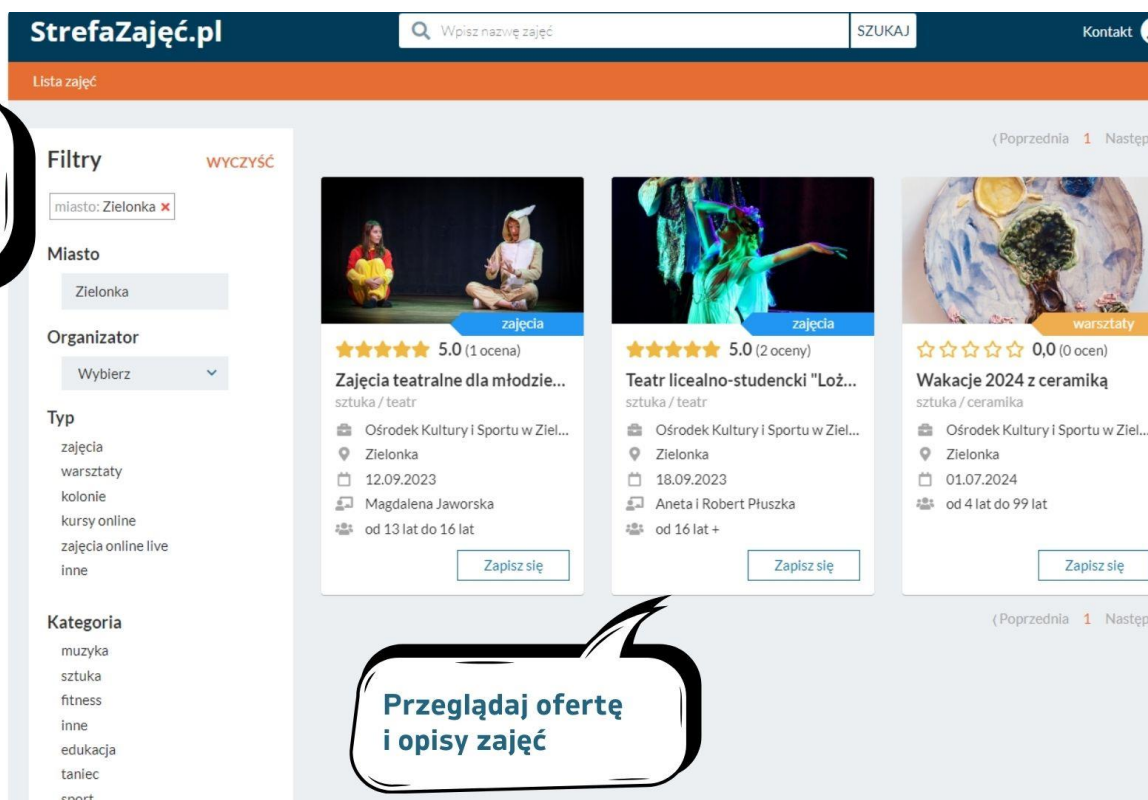 StrefaZajęć.pl
Wpisz nazwę zajęć
SZUKAJ
Kontakt
Lista zajęć
Filtry
WYCZYŚĆ
miasto: Zielonka ×
Miasto
Zielonka
Organizator
Wybierz
Typ
zajęcia
warsztaty
kolonie
kursy online
zajęcia online live
inne
Kategoria
muzyka
sztuka
fitness
inne
edukacja
taniec
sport
(Poprzednia 1 Następ
zajęcia
5.0 (1 ocena)
Zajęcia teatralne dla młodzie...
sztuka / teatr
Ośrodek Kultury i Sportu w Ziel...
Zielonka
12.09.2023
Magdalena Jaworska
od 13 lat do 16 lat
Zapisz się
zajęcia
5.0 (2 oceny)
Teatr licealno-studencki "Loż...
sztuka / teatr
Ośrodek Kultury i Sportu w Ziel...
Zielonka
18.09.2023
Aneta i Robert Płuszka
od 16 lat +
Zapisz się
warsztaty
0,0 (0 ocen)
Wakacje 2024 z ceramiką
sztuka / ceramika
Ośrodek Kultury i Sportu w Ziel...
Zielonka
01.07.2024
od 4 lat do 99 lat
Zapisz się
(Poprzednia 1 Następ
Przeglądaj ofertę
i opisy zajęć